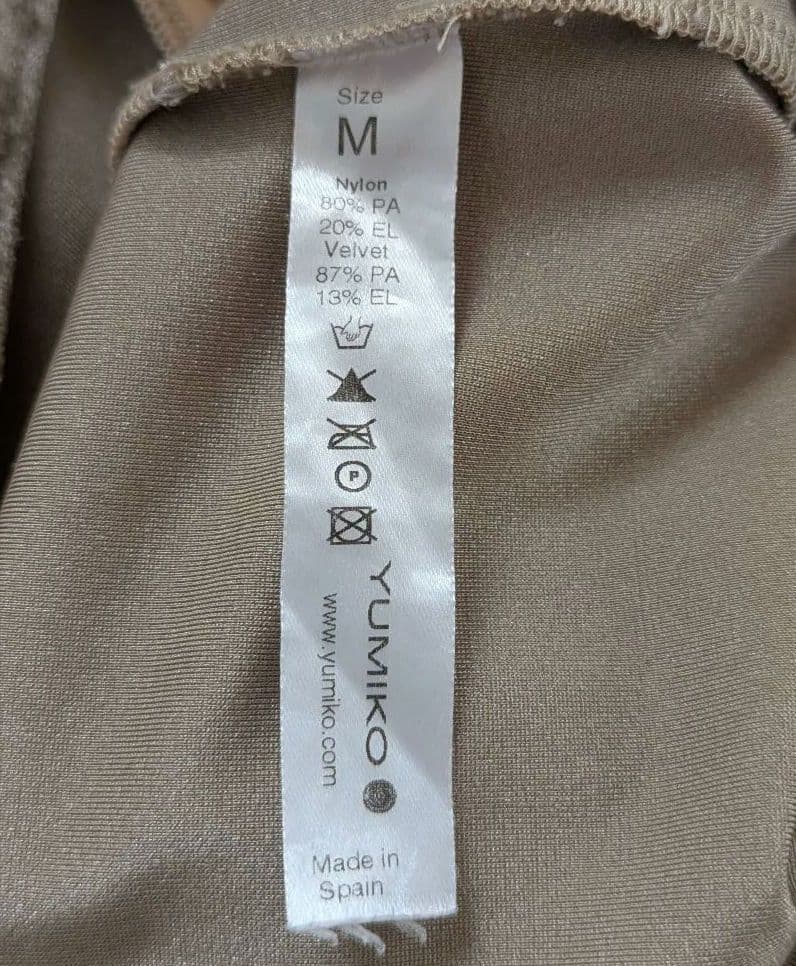 Size
M
Nylon
80% PA
20% EL
Velvet
87% PA
13% EL
P
YUMIKO
www.yumiko.com
Made in
Spain